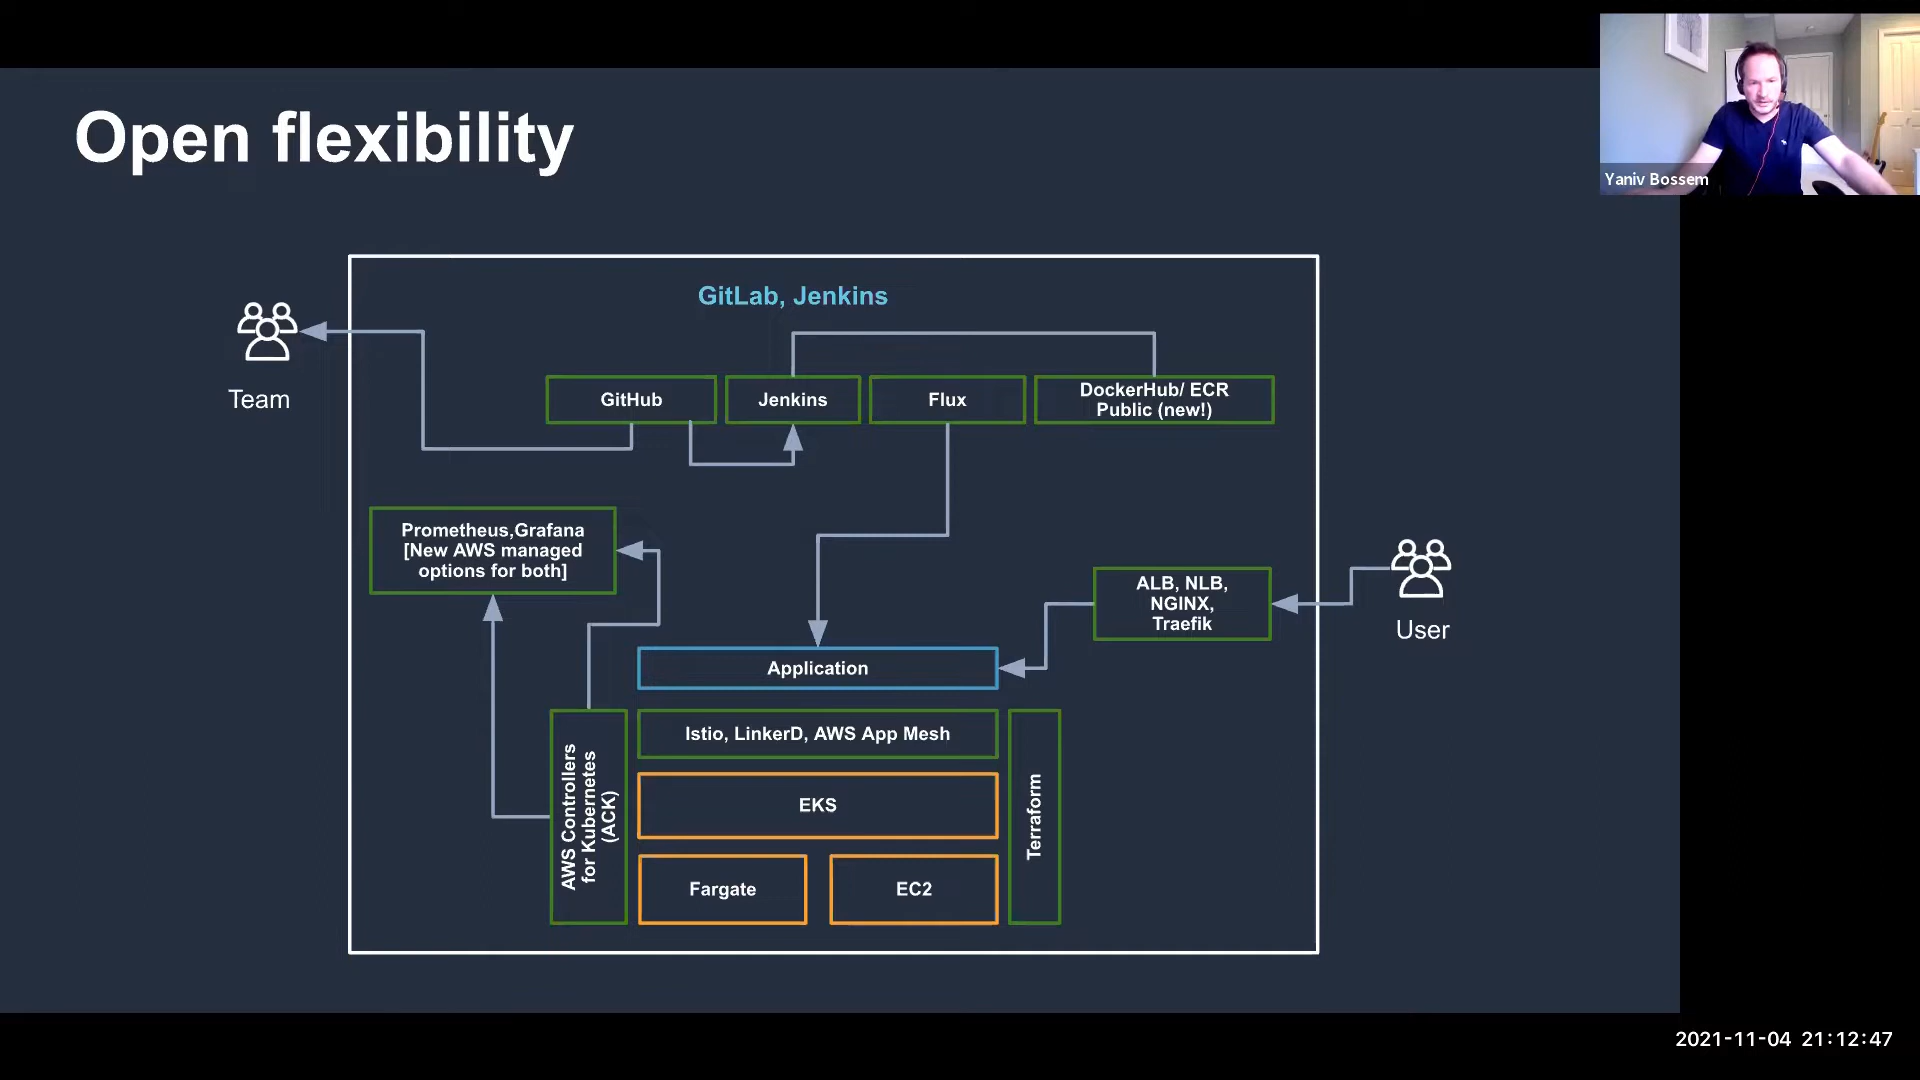 Open flexibility
Yaniv Bossem
GitLab, Jenkins
Team
GitHub
Jenkins
Flux
DockerHub/ ECR
Public (new!)
Prometheus,Grafana
[New AWS managed
options for both]
ALB, NLB,
NGINX,
Traefik
User
Application
AWS Controllers
for Kubernetes
(ACK)
Istio, LinkerD, AWS App Mesh
EKS
Fargate
EC2
Terraform
2021-11-04 21:12:47